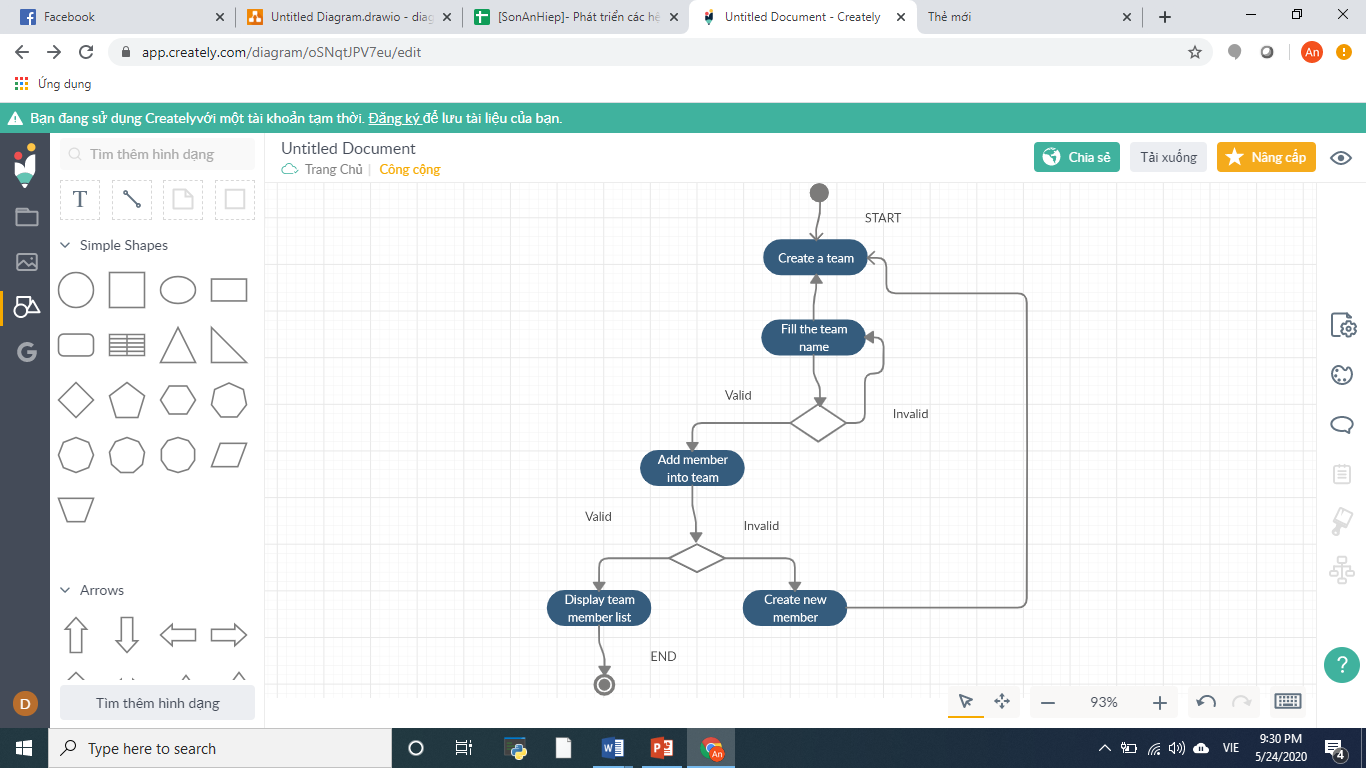 Facebook
Untitled Diagram.drawio - diag
[SonAnHiep]- Phát triển các hệ
Untitled Document - Creately
Thẻ mới
app.creately.com/diagram/oSNqtJPV7eu/edit
An
Ứng dụng
Bạn đang sử dụng Createlyvới một tài khoản tạm thời. Đăng ký để lưu tài liệu của bạn.
Tìm thêm hình dạng
Untitled Document
Trang Chủ | Công cộng
Chia sẻ
Tải xuống
Nâng cấp
T
Simple Shapes
START
Create a team
Fill the team
name
Valid
Invalid
Add member
into team
Valid
Invalid
Display team
member list
Create new
member
END
Arrows
Tìm thêm hình dạng
G
D
93%
?
Type here to search
An
VIE
9:30 PM
5/24/2020
4